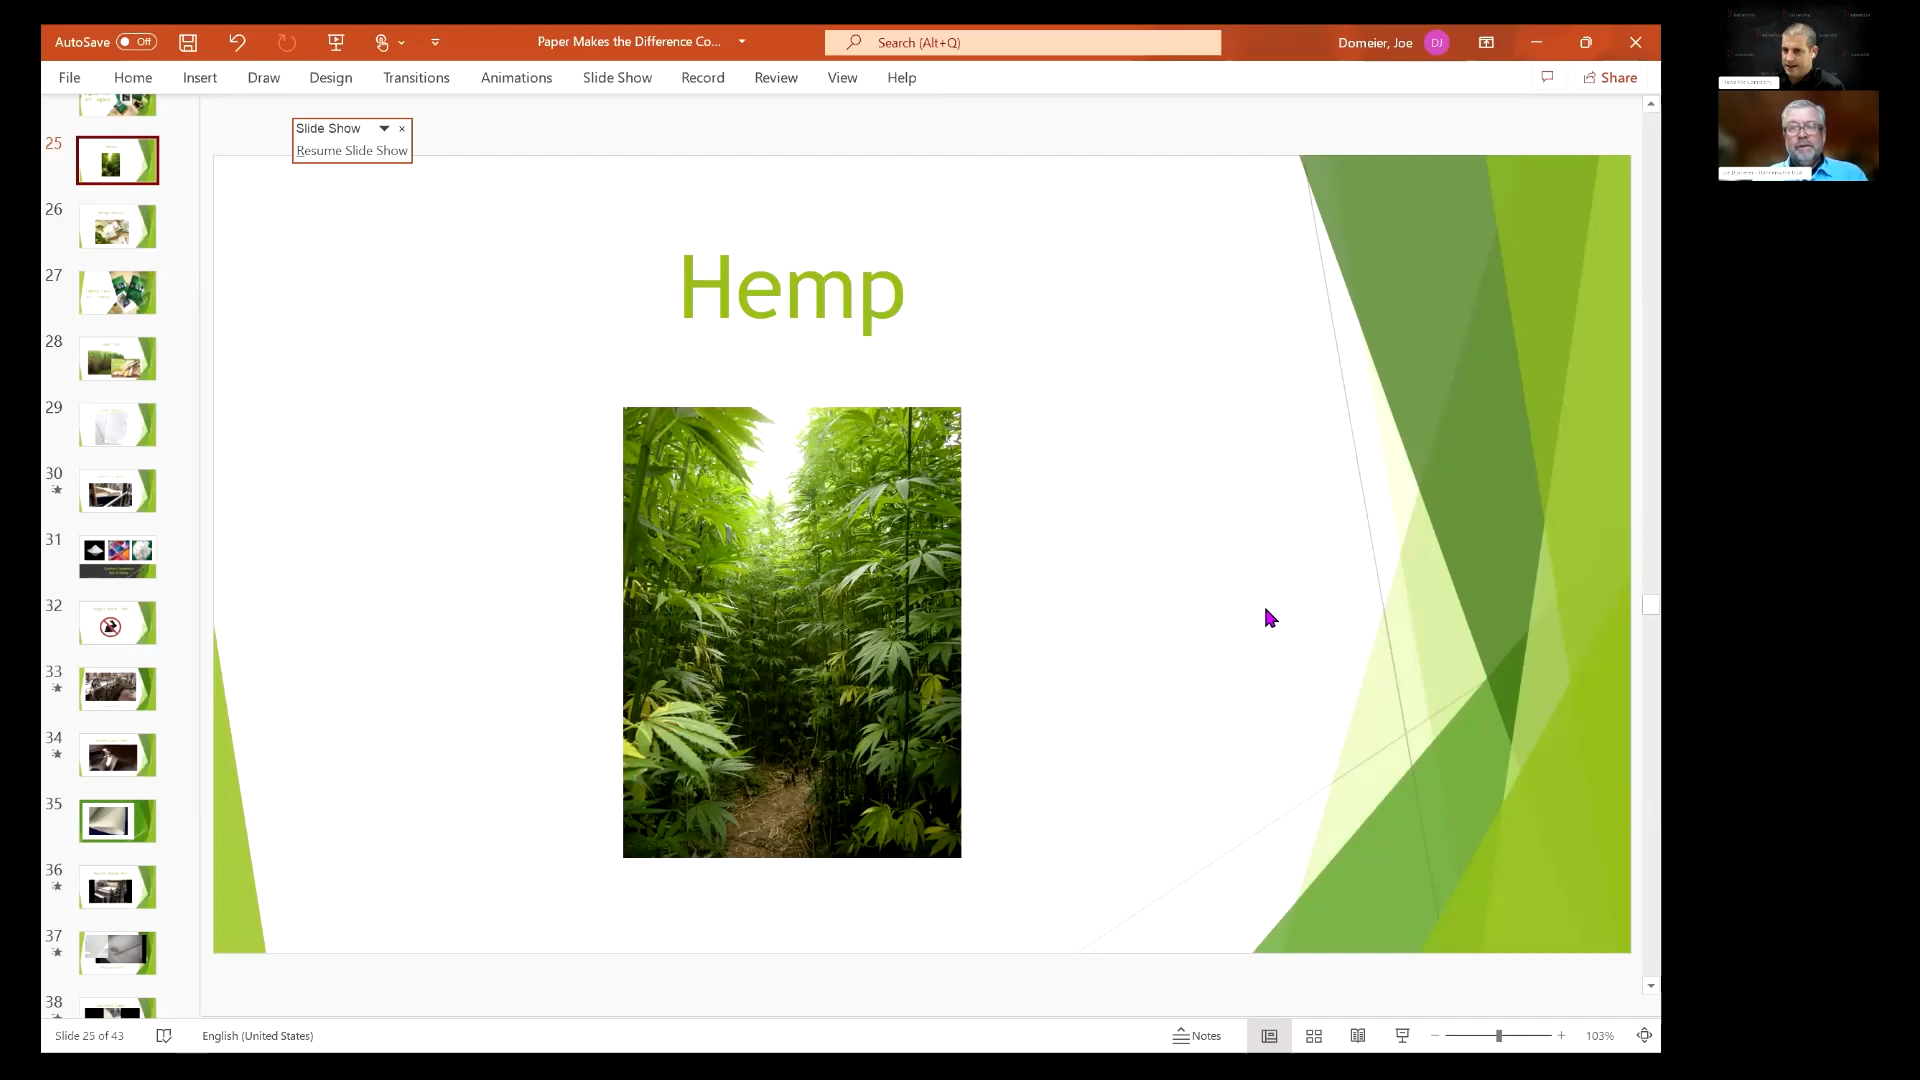 AutoSave Off
Paper Makes the Difference Co...
Search (Alt+Q)
Domeier, Joe DJ
File Home Insert Draw Design Transitions Animations Slide Show Record Review View Help Share
Slide Show
Resume Slide Show
25
26
27
28
29
30
31
32
33
34
35
36
37
38
Hemp
Slide 25 of 43 English (United States) Notes 103%